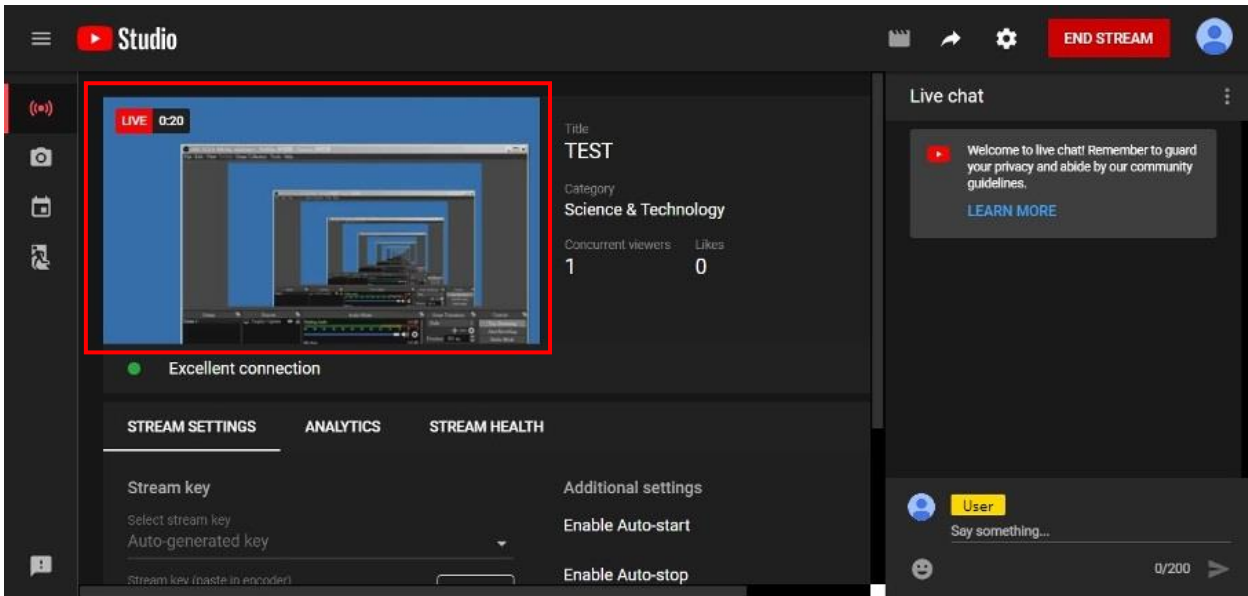 Studio
END STREAM
LIVE 0:20
Title
TEST
Category
Science & Technology
Concurrent viewers Likes
1 0
Excellent connection
STREAM SETTINGS ANALYTICS STREAM HEALTH
Stream key
Select stream key
Auto-generated key
Stream key (paste in encoder)
Additional settings
Enable Auto-start
Enable Auto-stop
Live chat
Welcome to live chat! Remember to guard
your privacy and abide by our community
guidelines.
LEARN MORE
User
Say something...
0/200